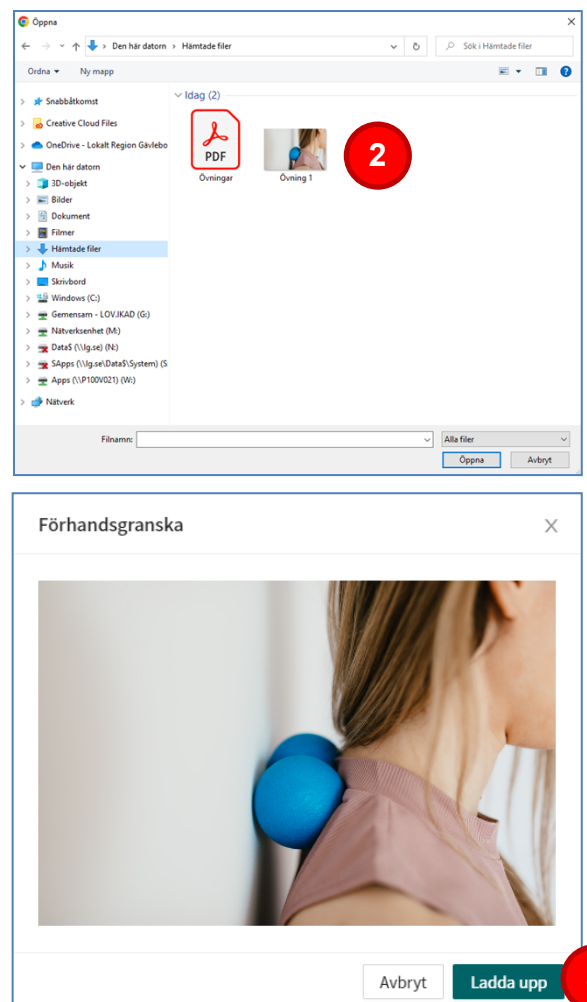 Öppna
Den här datorn > Hämtade filer
Sök i Hämtade filer
Ordna
Ny mapp
Snabbåtkomst
Creative Cloud Files
OneDrive - Lokalt Region Gävlebo
Den här datorn
3D-objekt
Bilder
Dokument
Filmer
Hämtade filer
Musik
Skrivbord
Windows (C:)
Gemensam - LOV.IKAD (G:)
Nätverksenhet (M:)
Data$ (\\lg.se) (N:)
SApps (\\lg.se\Data$\System) (S
Apps (\\P100V021) (W:)
Nätverk
Idag (2)
PDF
Övningar
Övning 1
2
Filnamn:
Alla filer
Öppna
Avbryt
Förhandsgranska
Avbryt
Ladda upp